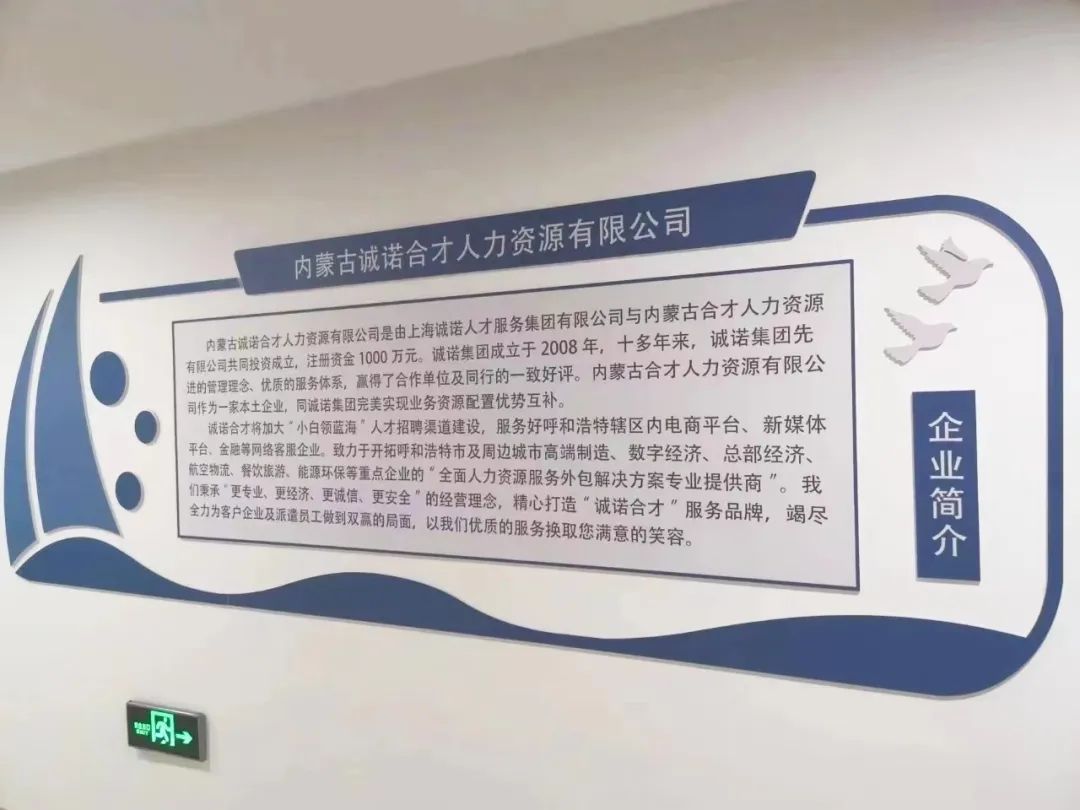 内蒙古诚诺合才人力资源有限公司
内蒙古诚诺合才人力资源有限公司是由上海诚诺人才服务集团有限公司与内蒙古合才人力资源
有限公司共同投资成立，注册资金1000万元。诚诺集团成立于2008年，十多年来，诚诺集团先
进的管理理念、优质的服务体系，赢得了合作单位及同行的一致好评。内蒙古合才人力资源有限公
司作为一家本土企业，同诚诺集团完美实现业务资源配置优势互补。
诚诺合才将加大“小白领蓝海”人才招聘渠道建设，服务好呼和浩特辖区内电商平台、新媒体
平台、金融等网络客服企业。致力于开拓呼和浩特市及周边城市高端制造、数字经济、总部经济、
航空物流、餐饮旅游、能源环保等重点企业的“全面人力资源服务外包解决方案专业提供商”。我
们秉承“更专业、更经济、更诚信、更安全”的经营理念，精心打造“诚诺合才”服务品牌，竭尽
全力为客户企业及派遣员工做到双赢的局面，以我们优质的服务换取您满意的笑容。
企业简介
EXIT